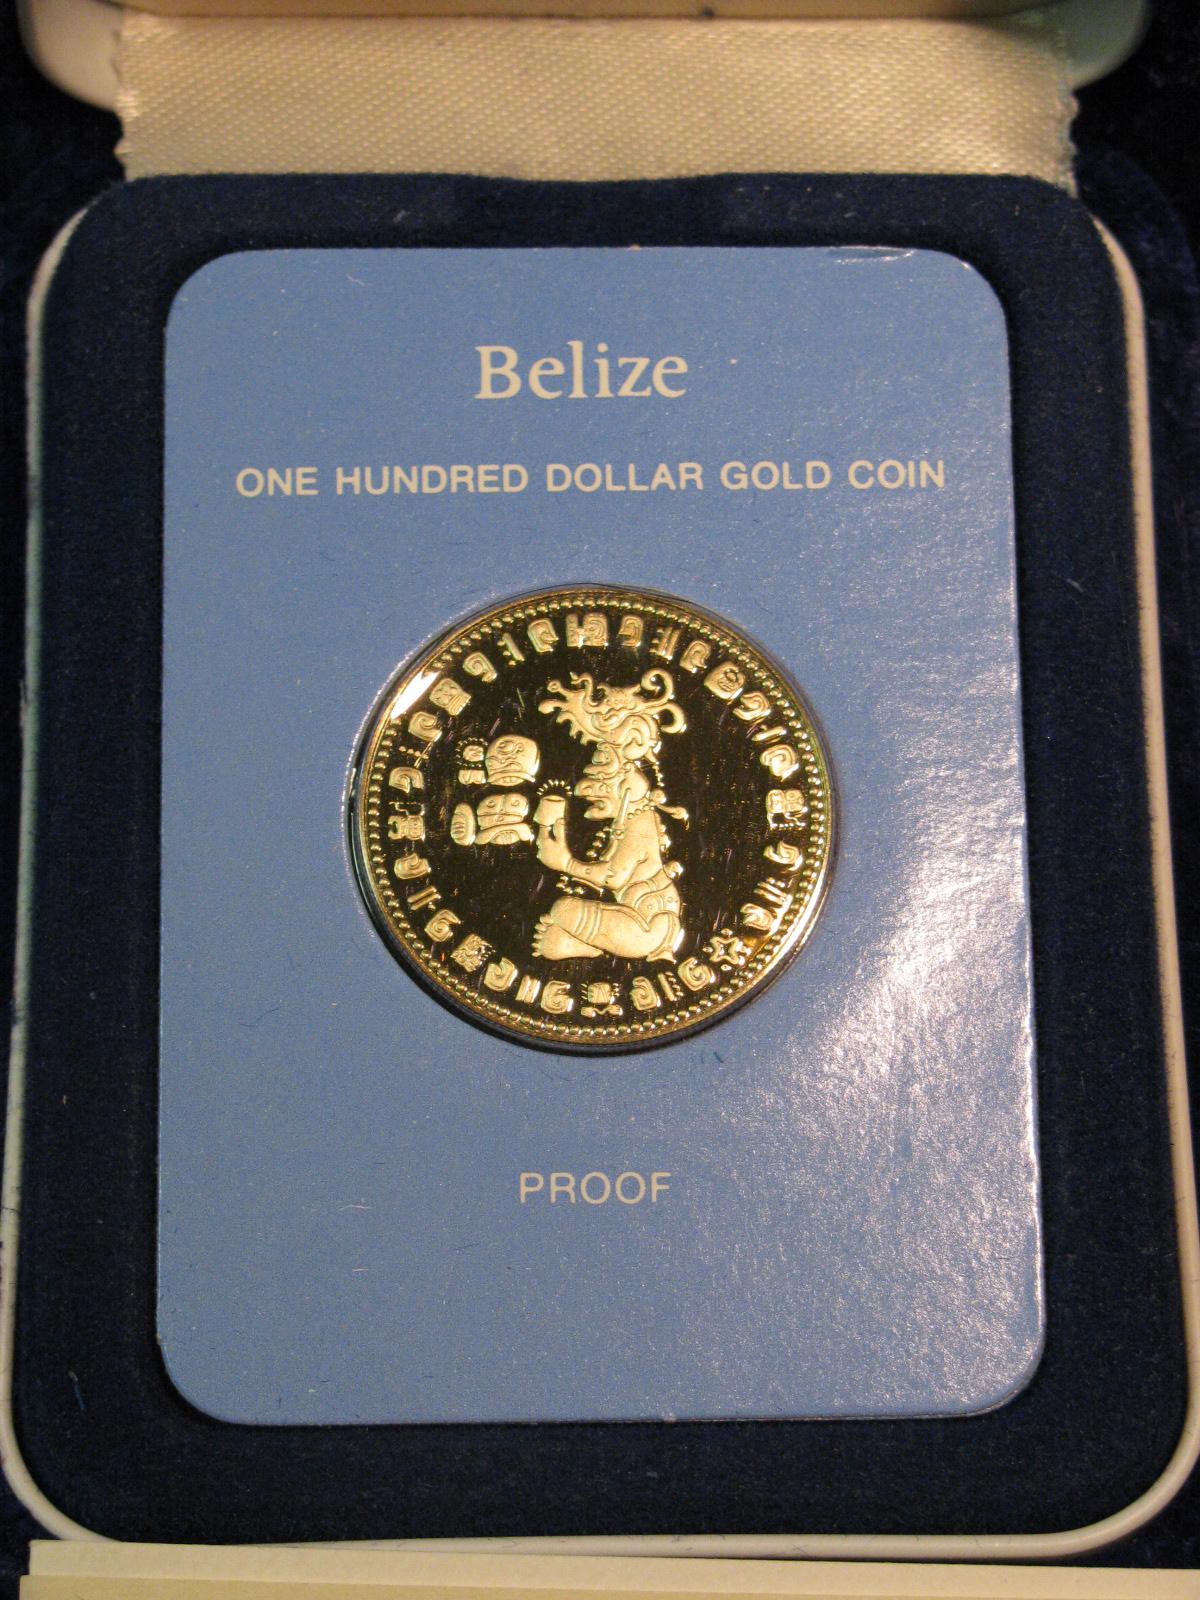 Belize
ONE HUNDRED DOLLAR GOLD COIN
PROOF